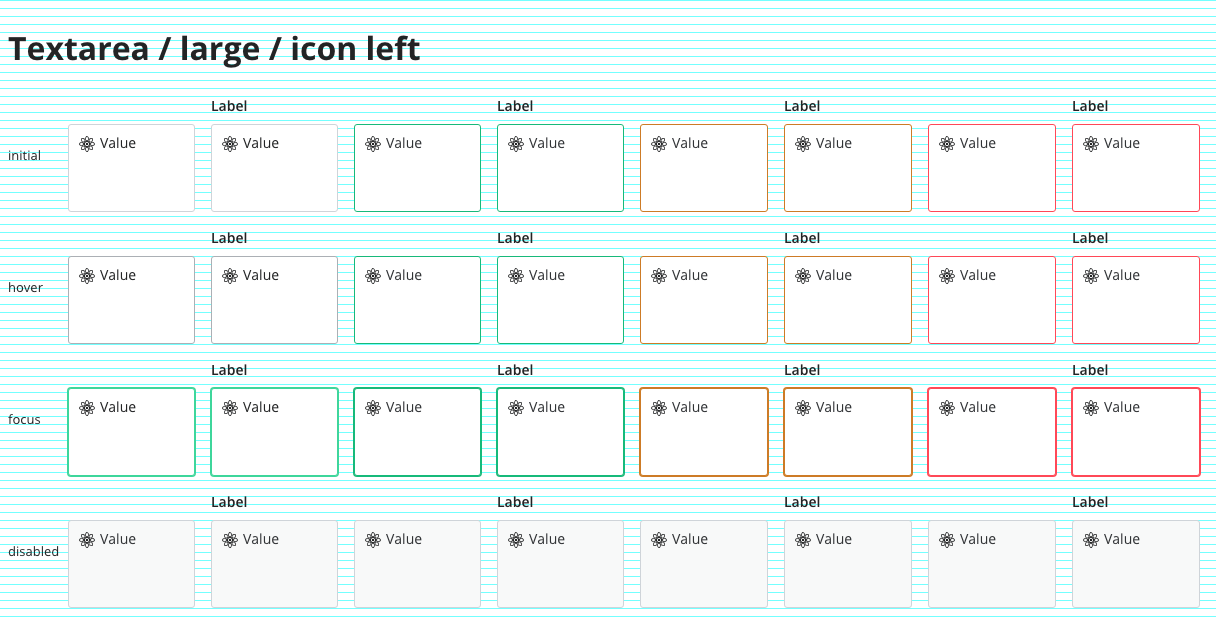 Textarea / large / icon left
Label Label Label Label
initial Value Value Value Value Value Value Value Value
Label Label Label Label
hover Value Value Value Value Value Value Value Value
Label Label Label Label
focus Value Value Value Value Value Value Value Value
Label Label Label Label
disabled Value Value Value Value Value Value Value Value